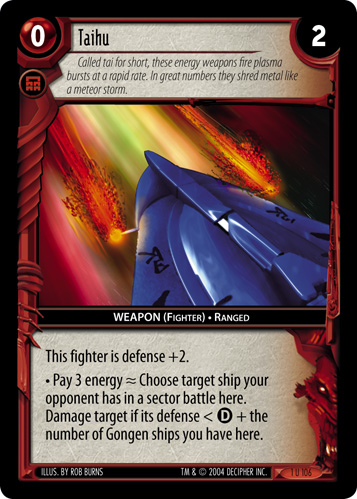 0 Taihu 2
Called tai for short, these energy weapons fire plasma
bursts at a rapid rate. In great numbers they shred metal like
a meteor storm.
WEAPON (FIGHTER) • RANGED
This fighter is defense +2.
• Pay 3 energy ≈ Choose target ship your
opponent has in a sector battle here.
Damage target if its defense < D + the
number of Gongen ships you have here.
ILLUS. BY ROB BURNS TM & © 2004 DECIPHER INC. 1 U 106